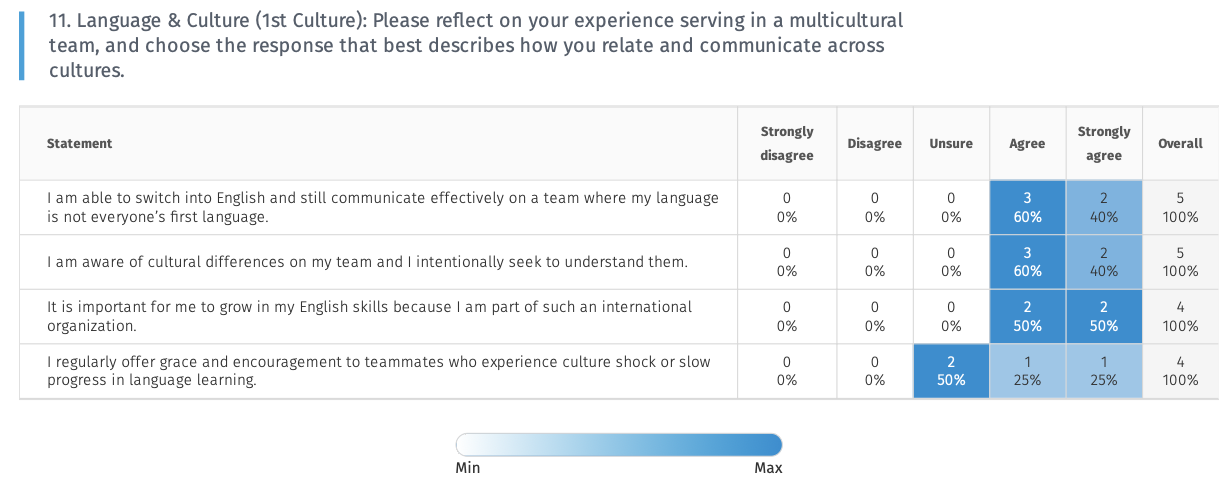 11. Language & Culture (1st Culture): Please reflect on your experience serving in a multicultural
team, and choose the response that best describes how you relate and communicate across
cultures.
Statement
Strongly
disagree
Disagree
Unsure
Agree
Strongly
agree
Overall
I am able to switch into English and still communicate effectively on a team where my language
is not everyone’s first language.
0 0 0 3 2 5
0% 0% 0% 60% 40% 100%
I am aware of cultural differences on my team and I intentionally seek to understand them.
0 0 0 3 2 5
0% 0% 0% 60% 40% 100%
It is important for me to grow in my English skills because I am part of such an international
organization.
0 0 0 2 2 4
0% 0% 0% 50% 50% 100%
I regularly offer grace and encouragement to teammates who experience culture shock or slow
progress in language learning.
0 0 2 1 1 4
0% 0% 50% 25% 25% 100%
Min Max